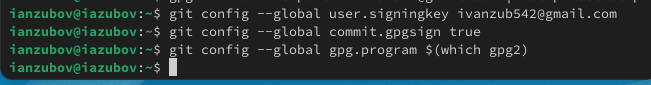 ianzubov@iazubov:~$ git config --global user.signingkey ivanzub542@gmail.com
ianzubov@iazubov:~$ git config --global commit.gpgsign true
ianzubov@iazubov:~$ git config --global gpg.program $(which gpg2)
ianzubov@iazubov:~$